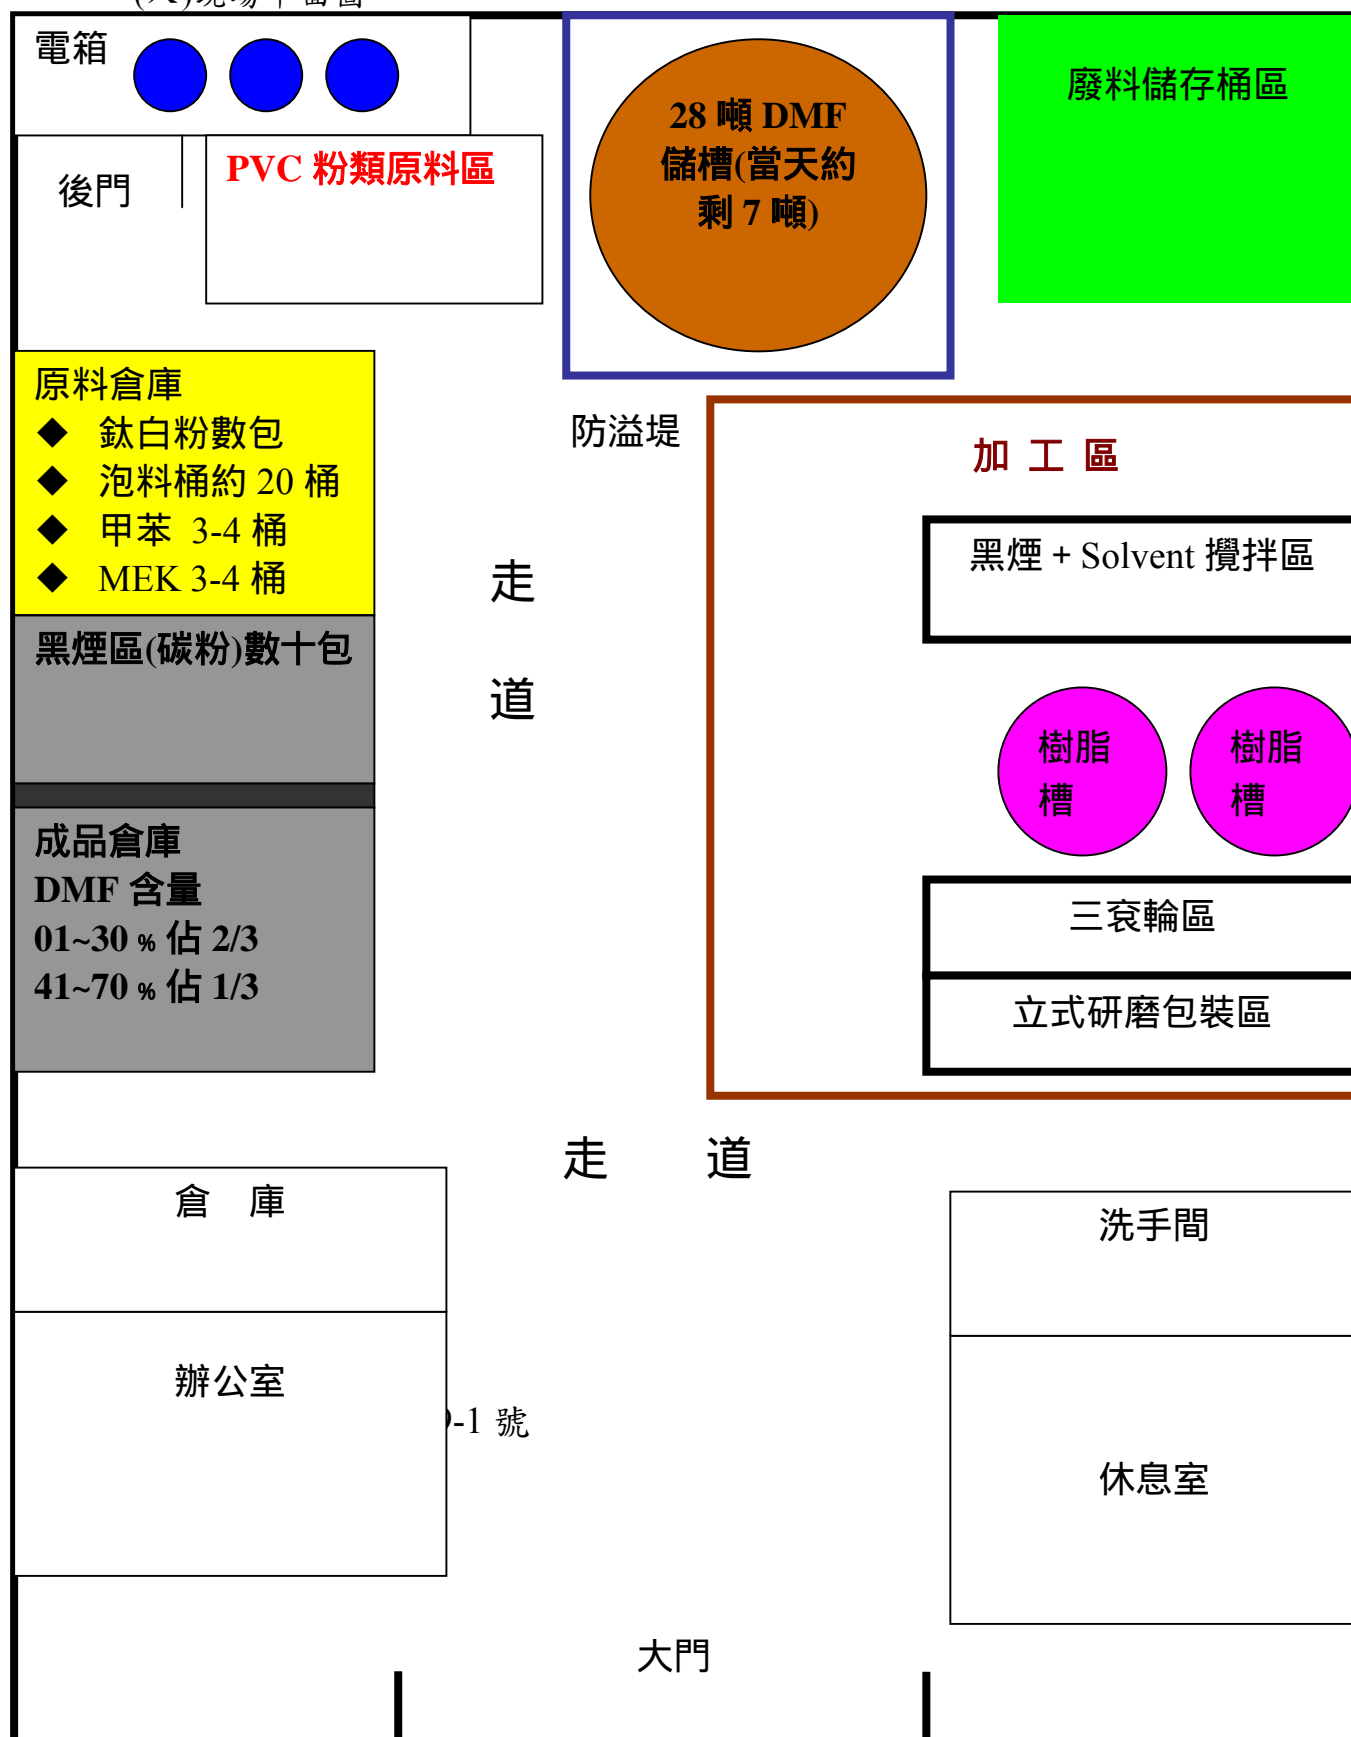 電箱
28 噸 DMF
儲槽(當天約
剩 7 噸)
廢料儲存桶區
後門
PVC 粉類原料區
原料倉庫
◆ 鈦白粉數包
◆ 泡料桶約 20 桶
◆ 甲苯 3-4 桶
◆ MEK 3-4 桶
防溢堤
加 工 區
黑煙 + Solvent 攪拌區
走
道
黑煙區(碳粉)數十包
樹脂
槽
樹脂
槽
成品倉庫
DMF 含量
01~30 % 佔 2/3
41~70 % 佔 1/3
三袞輪區
立式研磨包裝區
走 道
倉 庫
洗手間
辦公室
-1 號
休息室
大門